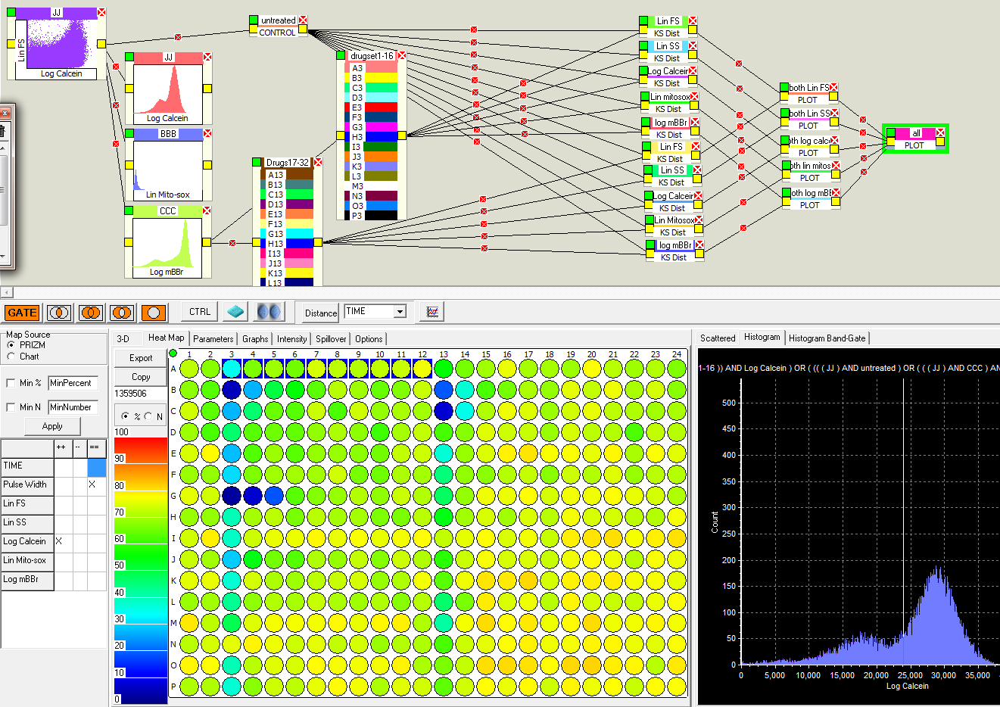 JJ
Lin FS
Log Calcein
JJ
Log Calcein
BBB
Lin Mito-sox
CCC
Log mBBr
untreated
CONTROL
drugset1-16
A3
B3
C3
D3
E3
F3
G3
H3
I3
J3
K3
L3
M3
N3
O3
P3
Drugs17-32
A13
B13
C13
D13
E13
F13
G13
H13
I13
J13
K13
L13
Lin FS
KS Dist
Lin SS
KS Dist
Log Calcein
KS Dist
Lin mitosox
KS Dist
log mBBr
KS Dist
Lin FS
KS Dist
Lin SS
KS Dist
Log Calcein
KS Dist
Lin Mitosox
KS Dist
log mBBr
KS Dist
both Lin FS
PLOT
both Lin SS
PLOT
oth log calci
PLOT
oth lin mitos
PLOT
oth log mBB
PLOT
all
PLOT
GATE
CTRL
Distance
TIME
Map Source
PRIZM
Chart
Min %
MinPercent
Min N
MinNumber
Apply
++
--
==
TIME
Pulse Width X
Lin FS
Lin SS
Log Calcein X
Lin Mito-sox
Log mBBr
3-D Heat Map Parameters Graphs Intensity Spillover Options
Export
Copy
1359506
% N
100
90
80
70
60
50
40
30
20
10
0
1 2 3 4 5 6 7 8 9 10 11 12 13 14 15 16 17 18 19 20 21 22 23 24
A
B
C
D
E
F
G
H
I
J
K
L
M
N
O
P
Scattered Histogram Histogram Band-Gate
1-16 )) AND Log Calcein ) OR ( (( ( JJ ) AND untreated ) OR ( ( ( JJ ) AND CCC ) AN
500
450
400
350
300
250
200
150
100
50
0
Count
0 5,000 10,000 15,000 20,000 25,000 30,000 35,000
Log Calcein